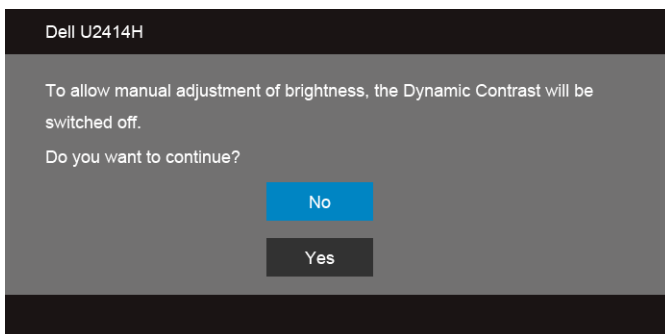 Dell U2414H
To allow manual adjustment of brightness, the Dynamic Contrast will be
switched off.
Do you want to continue?
No
Yes